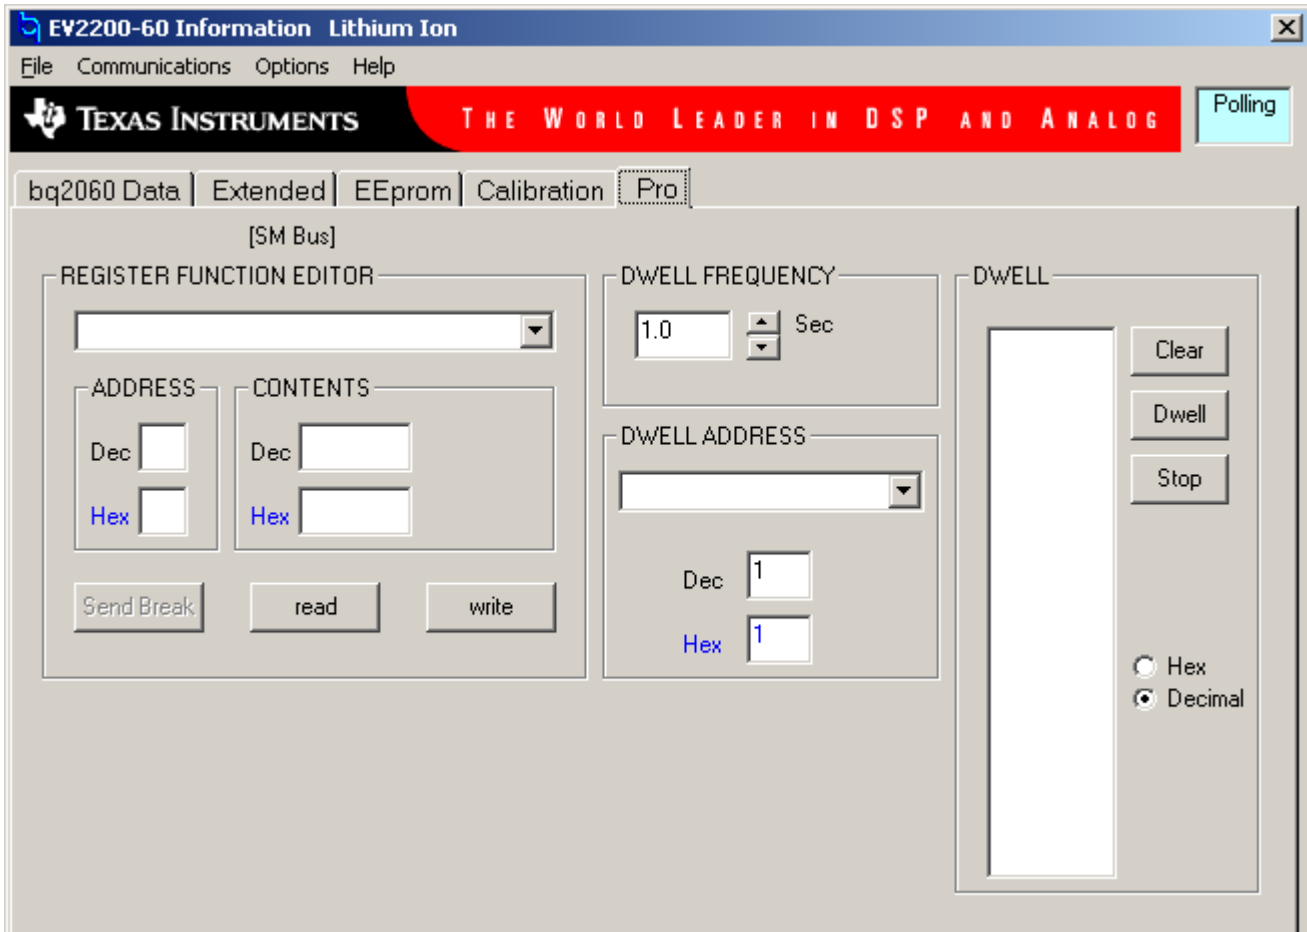 EV2200-60 Information  Lithium Ion
File  Communications  Options  Help
TEXAS INSTRUMENTS
THE WORLD LEADER IN DSP AND ANALOG
Polling
bq2060 Data  Extended  EEprom  Calibration  Pro
[SM Bus]
REGISTER FUNCTION EDITOR
ADDRESS
Dec
Hex
CONTENTS
Dec
Hex
Send Break
read
write
DWELL FREQUENCY
1.0
Sec
DWELL ADDRESS
Dec 1
Hex 1
DWELL
Clear
Dwell
Stop
Hex
Decimal